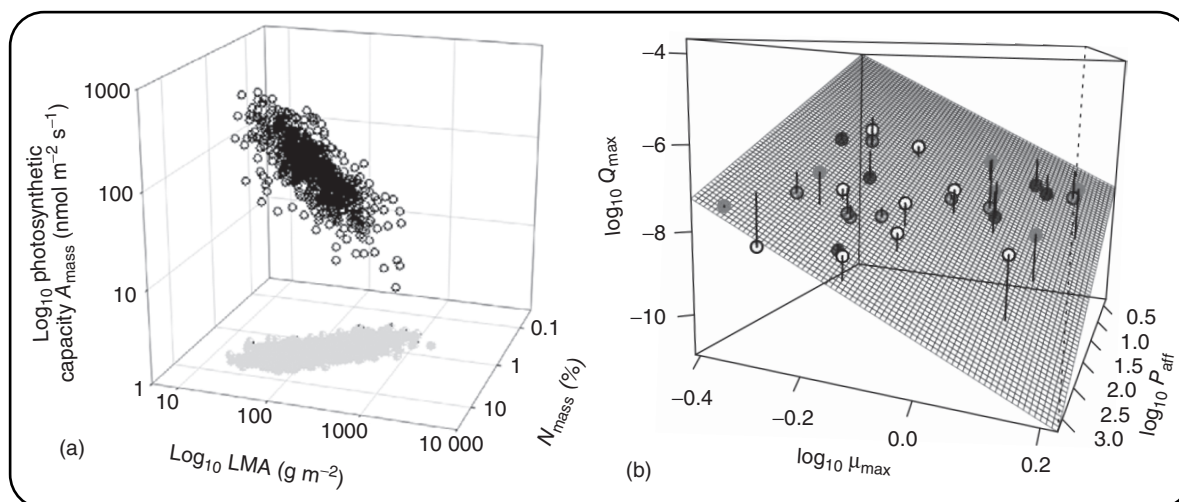 Log10 photosynthetic
capacity Amass (nmol m−2 s−1)
1000
100
10
1
10
100
1000
10 000
Log10 LMA (g m−2)
0.1
1
10
Nmass (%)
(a)
log10 Qmax
−4
−6
−8
−10
−0.4
−0.2
0.0
0.2
log10 μmax
0.5
1.0
1.5
2.0
2.5
3.0
log10 Paff
(b)